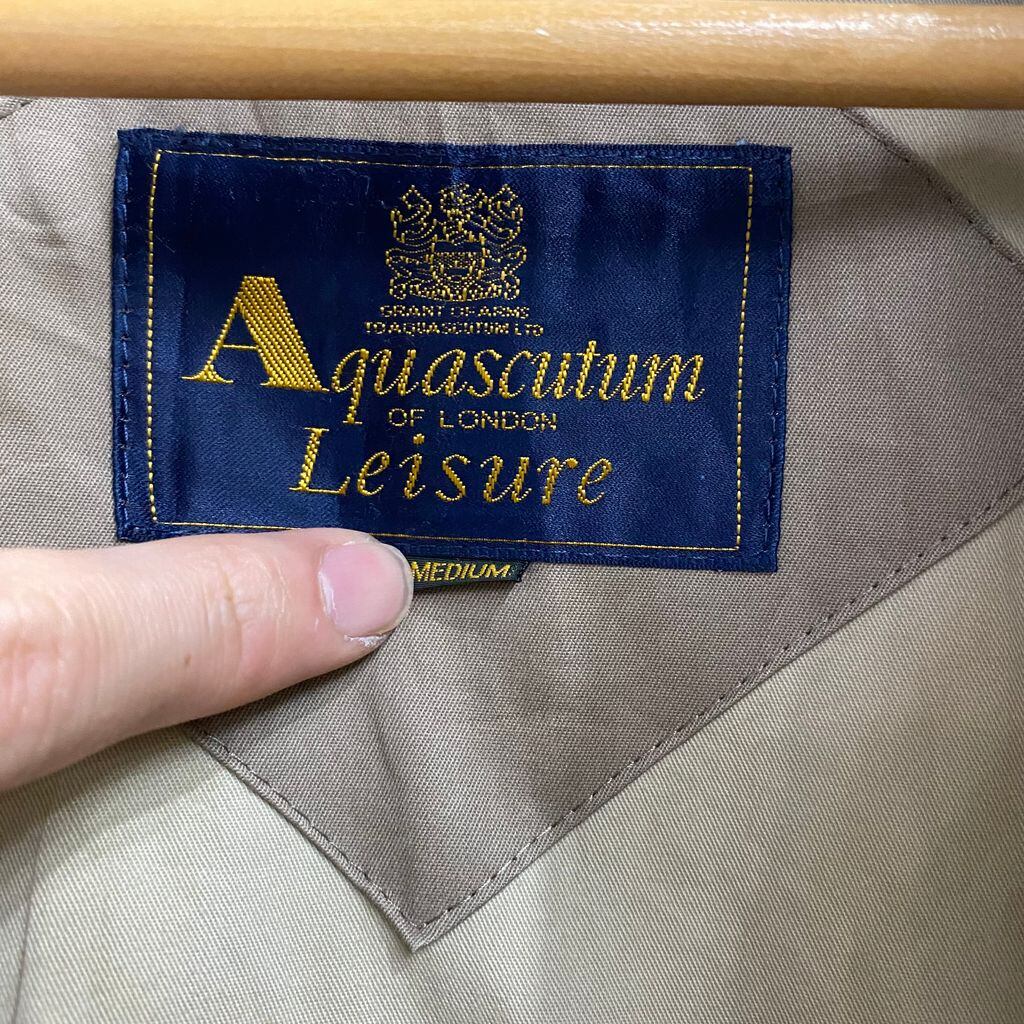 GRANT OF ARMS
TO AQUASCUTUM LTD
Aquascutum
OF LONDON
Leisure
MEDIUM